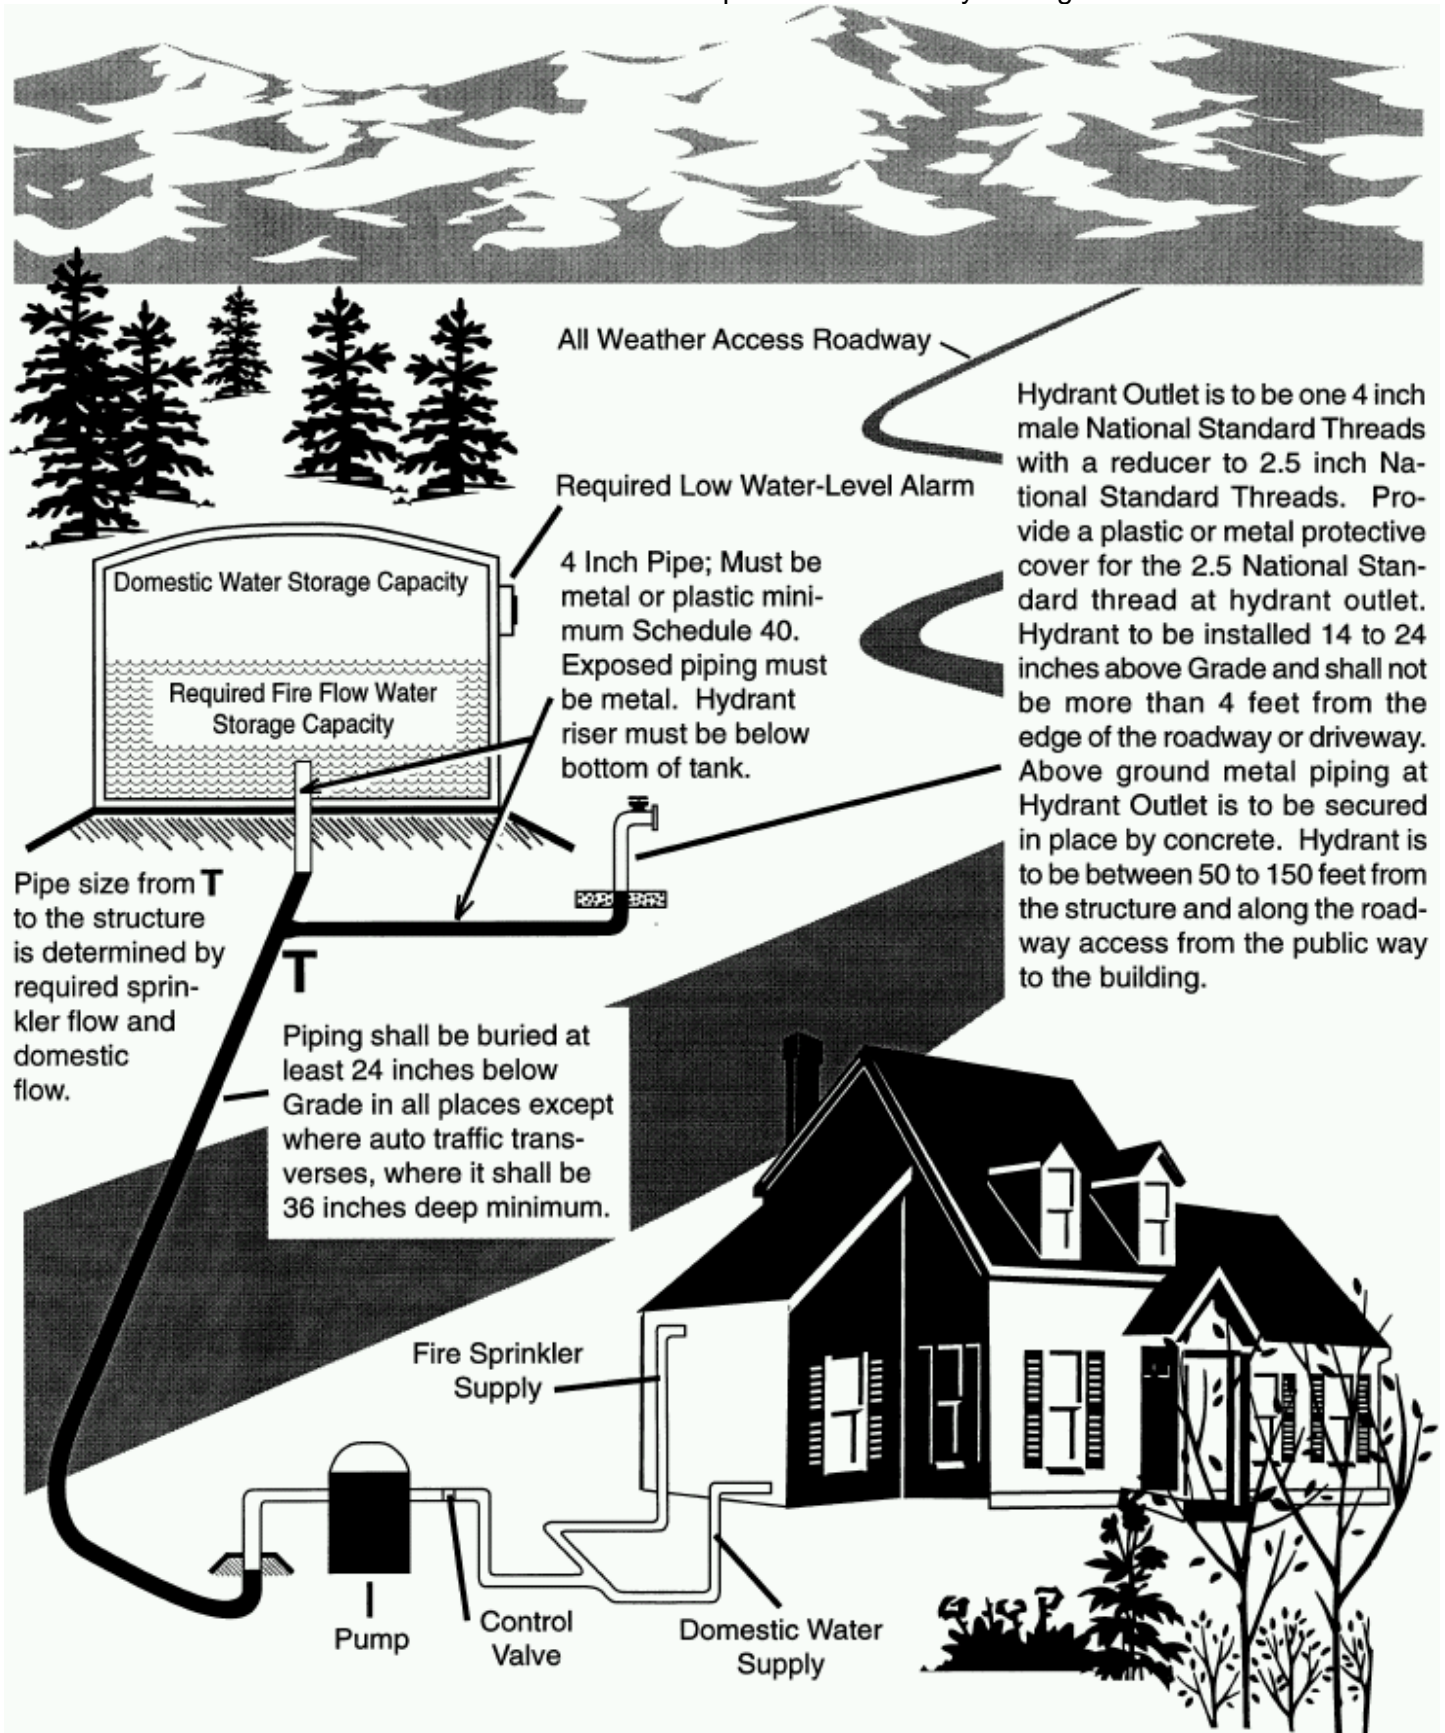 All Weather Access Roadway
Hydrant Outlet is to be one 4 inch
male National Standard Threads
with a reducer to 2.5 inch Na-
tional Standard Threads. Pro-
vide a plastic or metal protective
cover for the 2.5 National Stan-
dard thread at hydrant outlet.
Hydrant to be installed 14 to 24
inches above Grade and shall not
be more than 4 feet from the
edge of the roadway or driveway.
Above ground metal piping at
Hydrant Outlet is to be secured
in place by concrete. Hydrant is
to be between 50 to 150 feet from
the structure and along the road-
way access from the public way
to the building.
Required Low Water-Level Alarm
4 Inch Pipe; Must be
metal or plastic mini-
mum Schedule 40.
Exposed piping must
be metal. Hydrant
riser must be below
bottom of tank.
Domestic Water Storage Capacity
Required Fire Flow Water
Storage Capacity
Pipe size from T
to the structure
is determined by
required sprin-
kler flow and
domestic
flow.
T
Piping shall be buried at
least 24 inches below
Grade in all places except
where auto traffic trans-
verses, where it shall be
36 inches deep minimum.
Fire Sprinkler
Supply
Pump
Control
Valve
Domestic Water
Supply